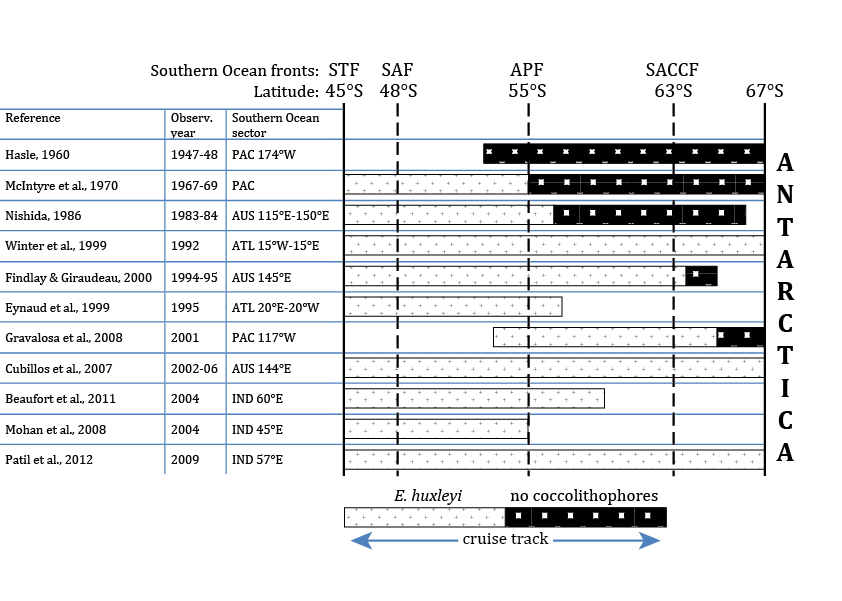 Southern Ocean fronts: STF SAF APF SACCF
Latitude: 45°S 48°S 55°S 63°S 67°S
Reference Observ. year Southern Ocean sector
Hasle, 1960 1947-48 PAC 174°W
McIntyre et al., 1970 1967-69 PAC
Nishida, 1986 1983-84 AUS 115°E-150°E
Winter et al., 1999 1992 ATL 15°W-15°E
Findlay & Giraudeau, 2000 1994-95 AUS 145°E
Eynaud et al., 1999 1995 ATL 20°E-20°W
Gravalosa et al., 2008 2001 PAC 117°W
Cubillos et al., 2007 2002-06 AUS 144°E
Beaufort et al., 2011 2004 IND 60°E
Mohan et al., 2008 2004 IND 45°E
Patil et al., 2012 2009 IND 57°E
ANTARCTICA
E. huxleyi no coccolithophores
cruise track